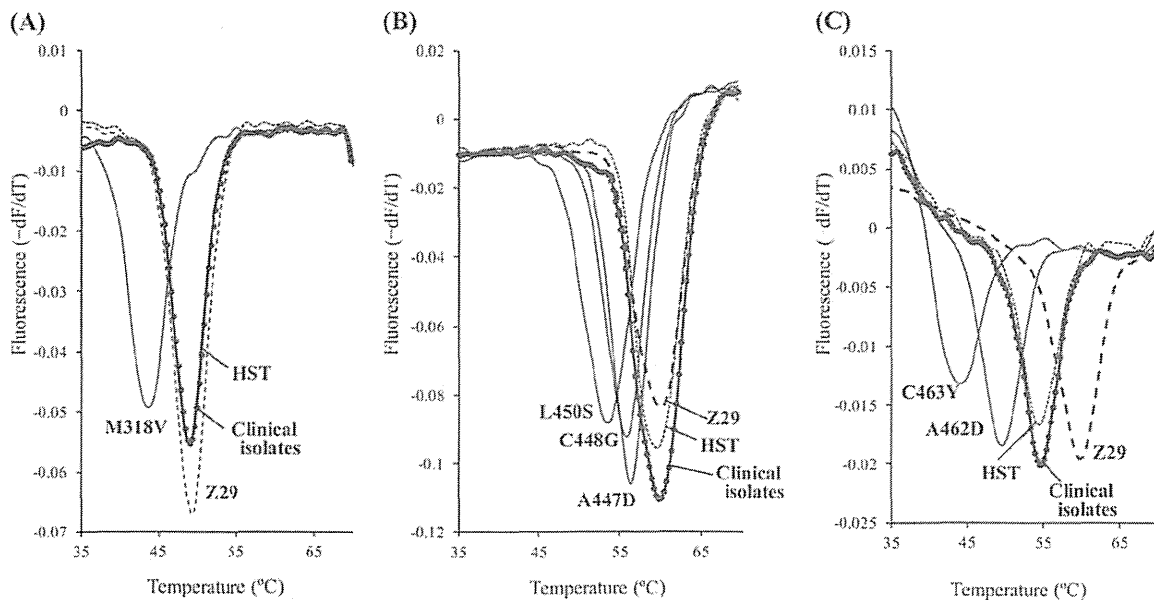 (A)
0.01
0
-0.01
-0.02
-0.03
-0.04
-0.05
-0.06
-0.07
35
45
55
65
Fluorescence (−dF/dT)
Temperature (ºC)
M318V
HST
Clinical
isolates
Z29
(B)
0.02
0
-0.02
-0.04
-0.06
-0.08
-0.1
-0.12
35
45
55
65
Fluorescence (−dF/dT)
Temperature (ºC)
L450S
C448G
A447D
Z29
HST
Clinical
isolates
(C)
0.015
0.01
0.005
0
-0.005
-0.01
-0.015
-0.02
-0.025
35
45
55
65
Fluorescence ( dF/dT)
Temperature (ºC)
C463Y
A462D
HST
Z29
Clinical
isolates